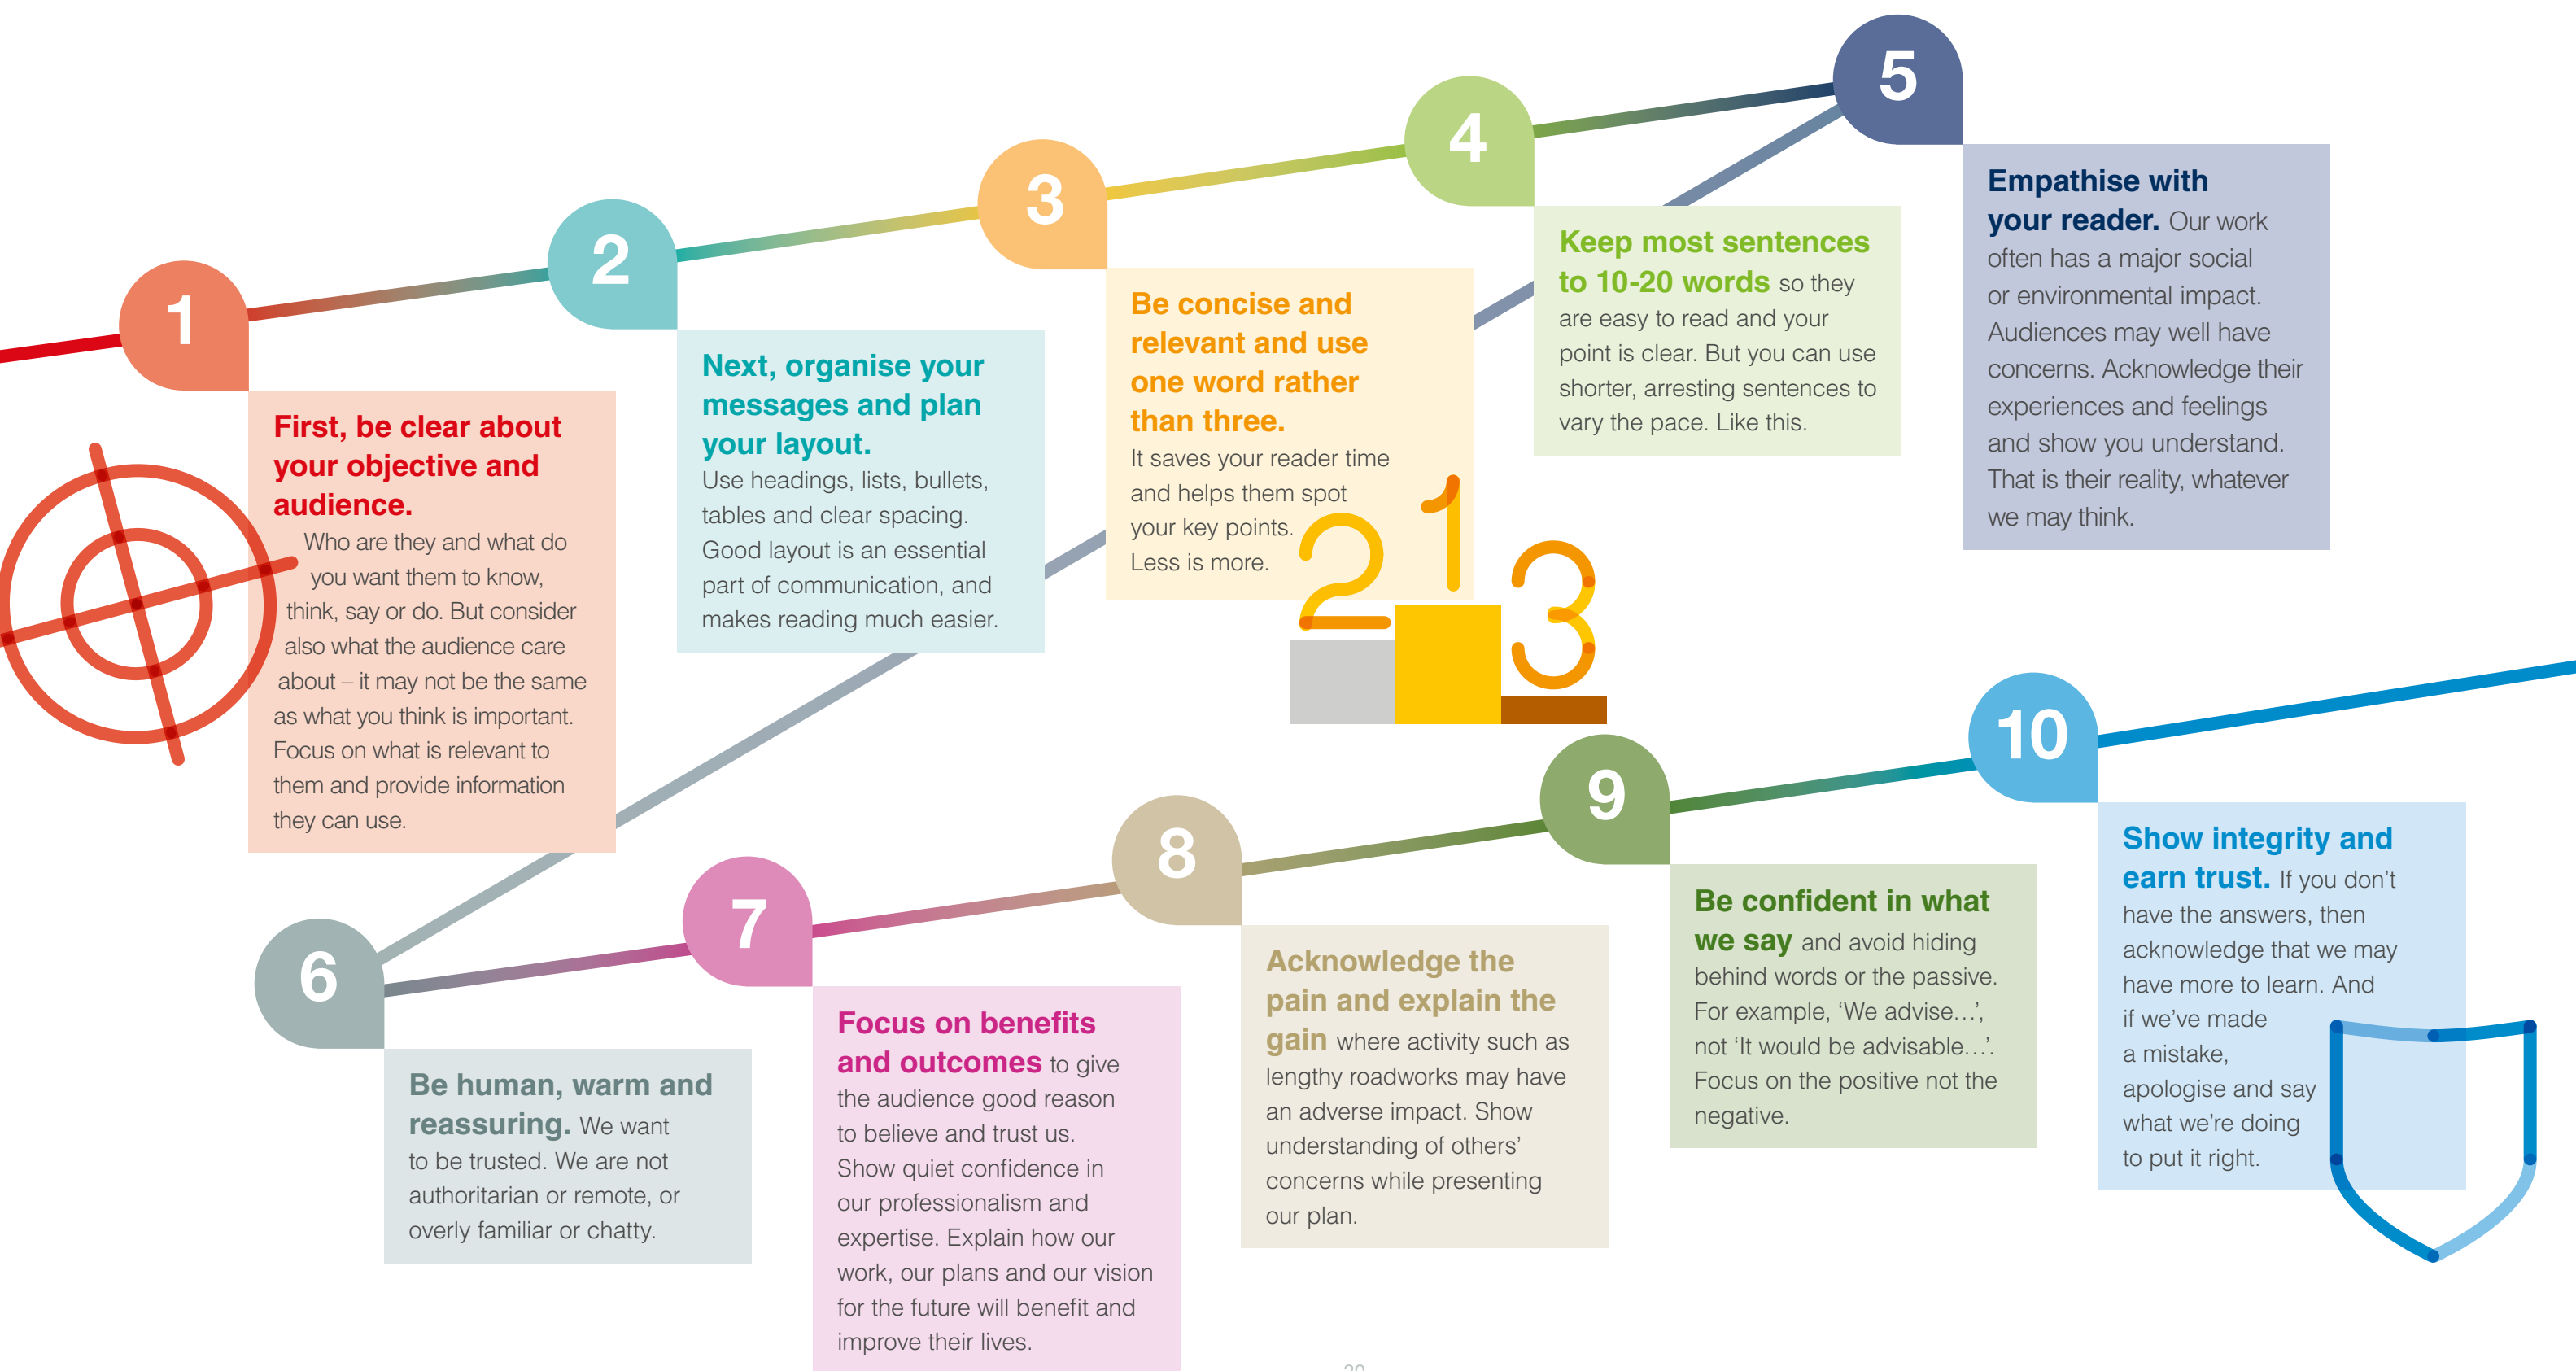 1
First, be clear about
your objective and
audience.
Who are they and what do
you want them to know,
think, say or do. But consider
also what the audience care
about – it may not be the same
as what you think is important.
Focus on what is relevant to
them and provide information
they can use.
2
Next, organise your
messages and plan
your layout.
Use headings, lists, bullets,
tables and clear spacing.
Good layout is an essential
part of communication, and
makes reading much easier.
3
Be concise and
relevant and use
one word rather
than three.
It saves your reader time
and helps them spot
your key points.
Less is more.
2 1 3
4
Keep most sentences
to 10-20 words so they
are easy to read and your
point is clear. But you can use
shorter, arresting sentences to
vary the pace. Like this.
5
Empathise with
your reader. Our work
often has a major social
or environmental impact.
Audiences may well have
concerns. Acknowledge their
experiences and feelings
and show you understand.
That is their reality, whatever
we may think.
6
Be human, warm and
reassuring. We want
to be trusted. We are not
authoritarian or remote, or
overly familiar or chatty.
7
Focus on benefits
and outcomes to give
the audience good reason
to believe and trust us.
Show quiet confidence in
our professionalism and
expertise. Explain how our
work, our plans and our vision
for the future will benefit and
improve their lives.
8
Acknowledge the
pain and explain the
gain where activity such as
lengthy roadworks may have
an adverse impact. Show
understanding of others’
concerns while presenting
our plan.
9
Be confident in what
we say and avoid hiding
behind words or the passive.
For example, ‘We advise…’,
not ‘It would be advisable…’.
Focus on the positive not the
negative.
10
Show integrity and
earn trust. If you don’t
have the answers, then
acknowledge that we may
have more to learn. And
if we’ve made
a mistake,
apologise and say
what we’re doing
to put it right.